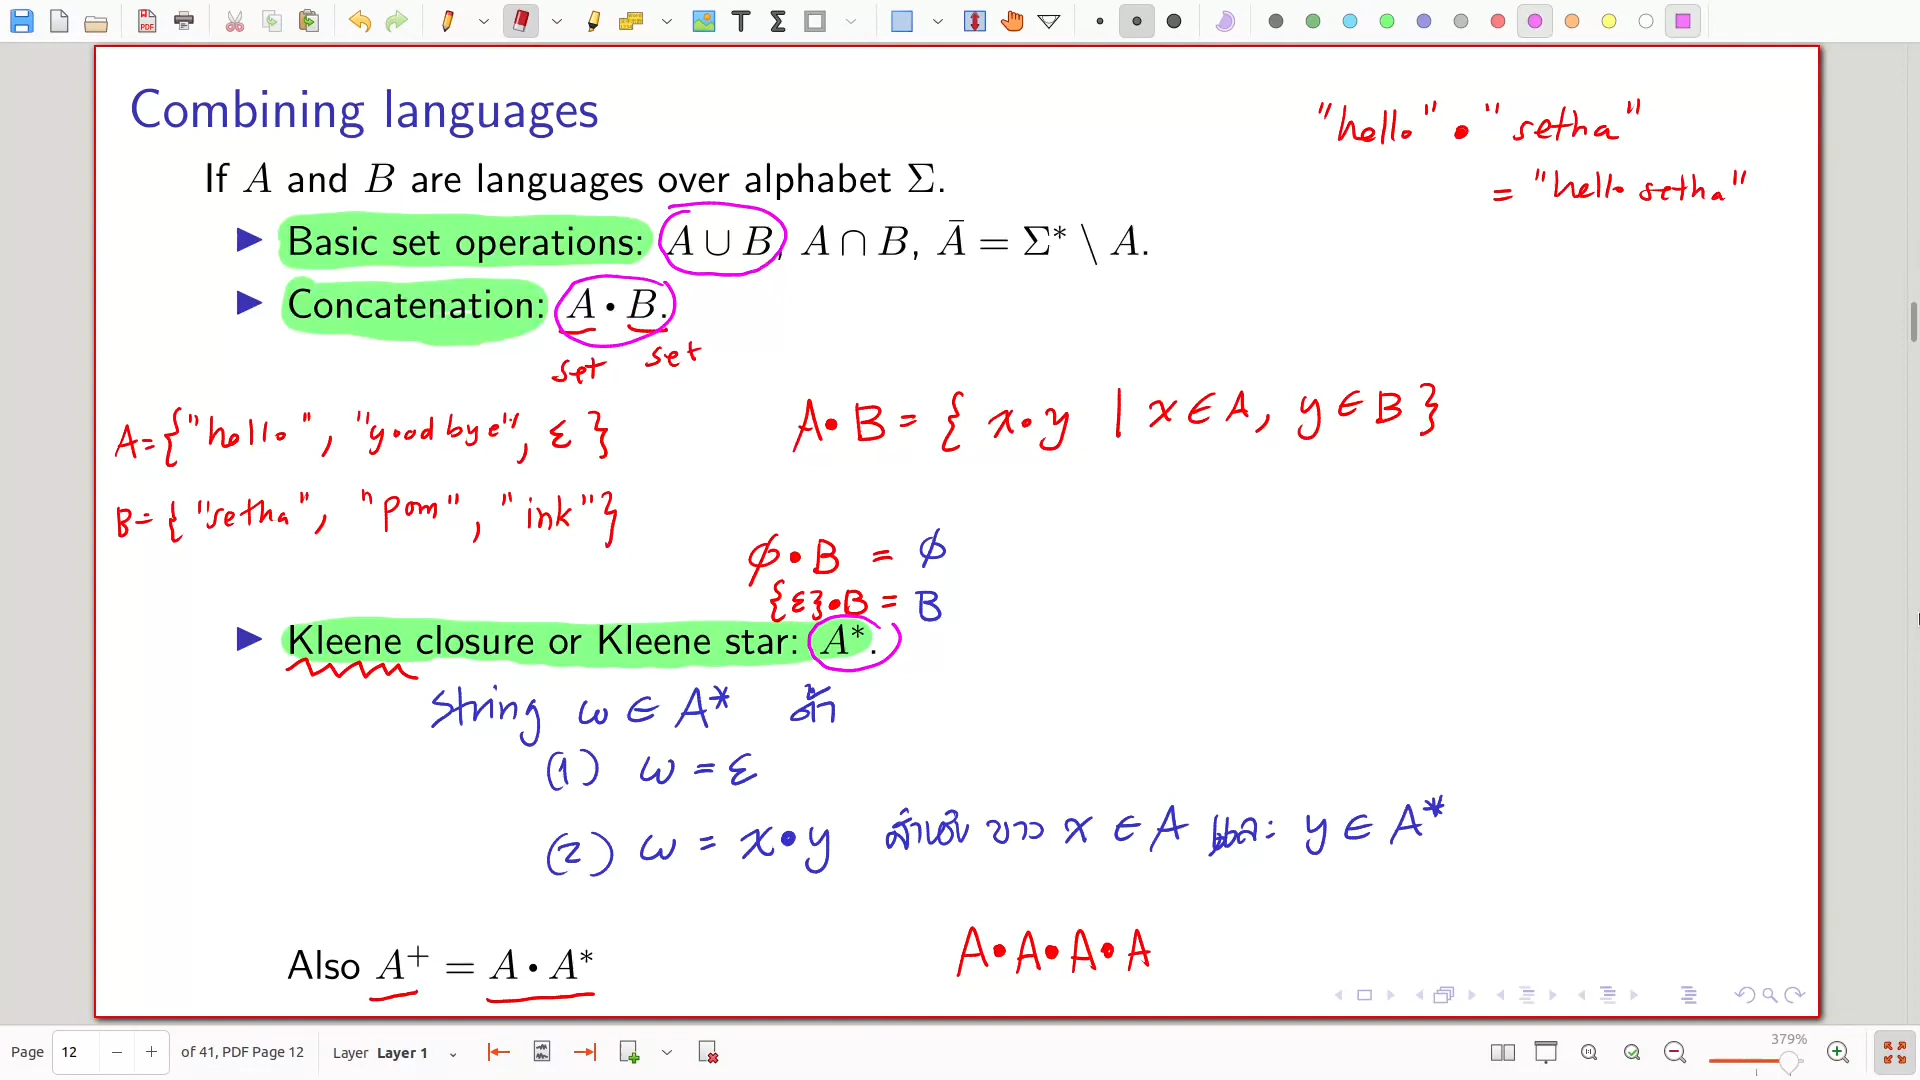 Combining languages
"hello" • "setha"
= "hello setha"
If A and B are languages over alphabet Σ.
▶ Basic set operations: A ∪ B, A ∩ B, Ā = Σ* \ A.
▶ Concatenation: A • B.
set set
A = {"hello", "goodbye", ε}
A • B = { x • y | x ∈ A, y ∈ B }
B = {"setha", "pom", "ink"}
∅ • B = ∅
{ε} • B = B
▶ Kleene closure or Kleene star: A*.
string ω ∈ A* ถ้า
(1) ω = ε
(2) ω = x • y สำหรับ บาง x ∈ A และ y ∈ A*
Also A⁺ = A • A*
A • A • A • A
Page 12 of 41, PDF Page 12 Layer Layer 1
379%